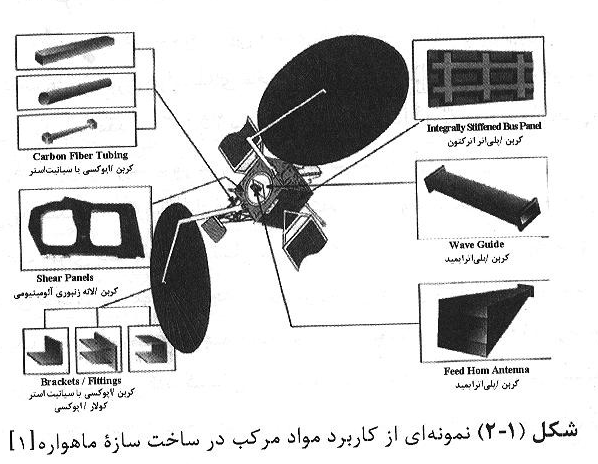 Carbon Fiber Tubing
کربن /اپوکسی یا سیانیت‌استر
Shear Panels
کربن /لانه زنبوری آلومینیومی
Brackets / Fittings
کربن /اپوکسی یا سیانیت استر
کولار /اپوکسی
Integrally Stiffened Bus Panel
کربن /پلی‌اتر اترکتون
Wave Guide
کربن /پلی‌اترایمید
Feed Hom Antenna
کربن /پلی‌اترایمید
شکل (۱-۲) نمونه‌ای از کاربرد مواد مرکب در ساخت سازهٔ ماهواره[۱]